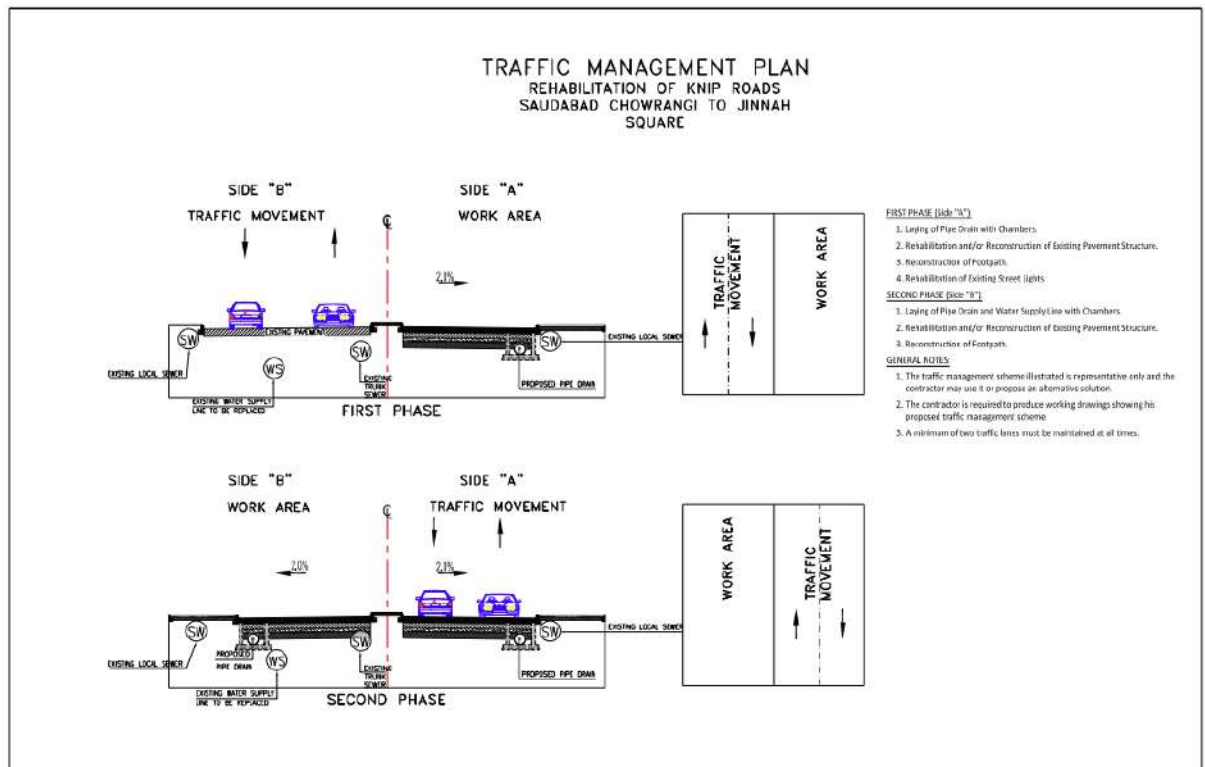 TRAFFIC MANAGEMENT PLAN
REHABILITATION OF KNIP ROADS
SAUDABAD CHOWRANGI TO JINNAH
SQUARE
SIDE "B"
TRAFFIC MOVEMENT
SIDE "A"
WORK AREA
2.0%
EXISTING PAVEMENT
SW
SW
SW
WS
EXISTING LOCAL SEWER
EXISTING LOCAL SEWER
EXISTING
TRUNK
SEWER
PROPOSED PIPE DRAIN
EXISTING WATER SUPPLY
LINE TO BE REPLACED
FIRST PHASE
TRAFFIC
MOVEMENT
WORK AREA
FIRST PHASE (Side "A")
1. Laying of Pipe Drain with Chambers.
2. Rehabilitation and/or Reconstruction of Existing Pavement Structure.
3. Reconstruction of Footpath.
4. Rehabilitation of Existing Street Lights
SECOND PHASE (Side "B")
1. Laying of Pipe Drain and Water Supply Line with Chambers.
2. Rehabilitation and/or Reconstruction of Existing Pavement Structure.
3. Reconstruction of Footpath.
GENERAL NOTES:
1. The traffic management scheme illustrated is representative only and the
contractor may use it or propose an alternative solution.
2. The contractor is required to produce working drawings showing his
proposed traffic management scheme
3. A minimum of two traffic lanes must be maintained at all times.
SIDE "B"
WORK AREA
SIDE "A"
TRAFFIC MOVEMENT
2.0%
2.0%
SW
SW
SW
WS
EXISTING LOCAL SEWER
EXISTING LOCAL SEWER
PROPOSED
PIPE DRAIN
EXISTING
TRUNK
SEWER
PROPOSED PIPE DRAIN
EXISTING WATER SUPPLY
LINE TO BE REPLACED
SECOND PHASE
WORK AREA
TRAFFIC
MOVEMENT